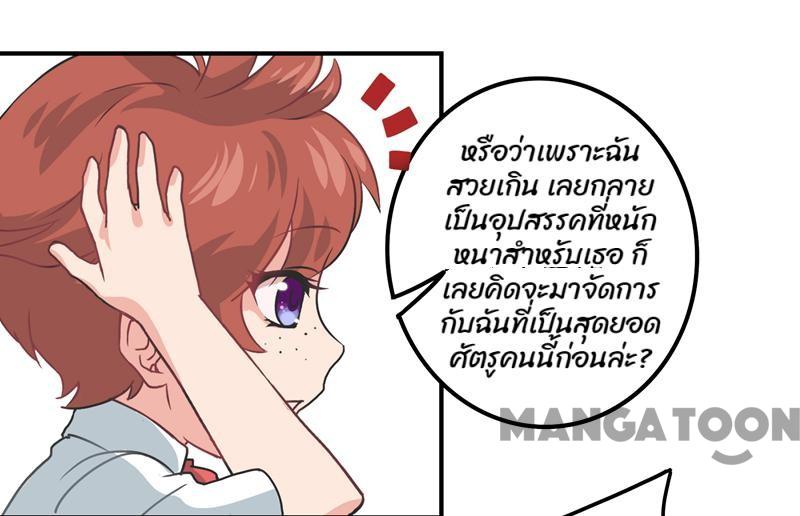 หรือว่าเพราะฉัน
สวยเกิน เลยกลาย
เป็นอุปสรรคที่หนัก
หนาสำหรับเธอ ก็
เลยคิดจะมาจัดการ
กับฉันที่เป็นสุดยอด
ศัตรูคนนี้ก่อนล่ะ?
MANGATOON